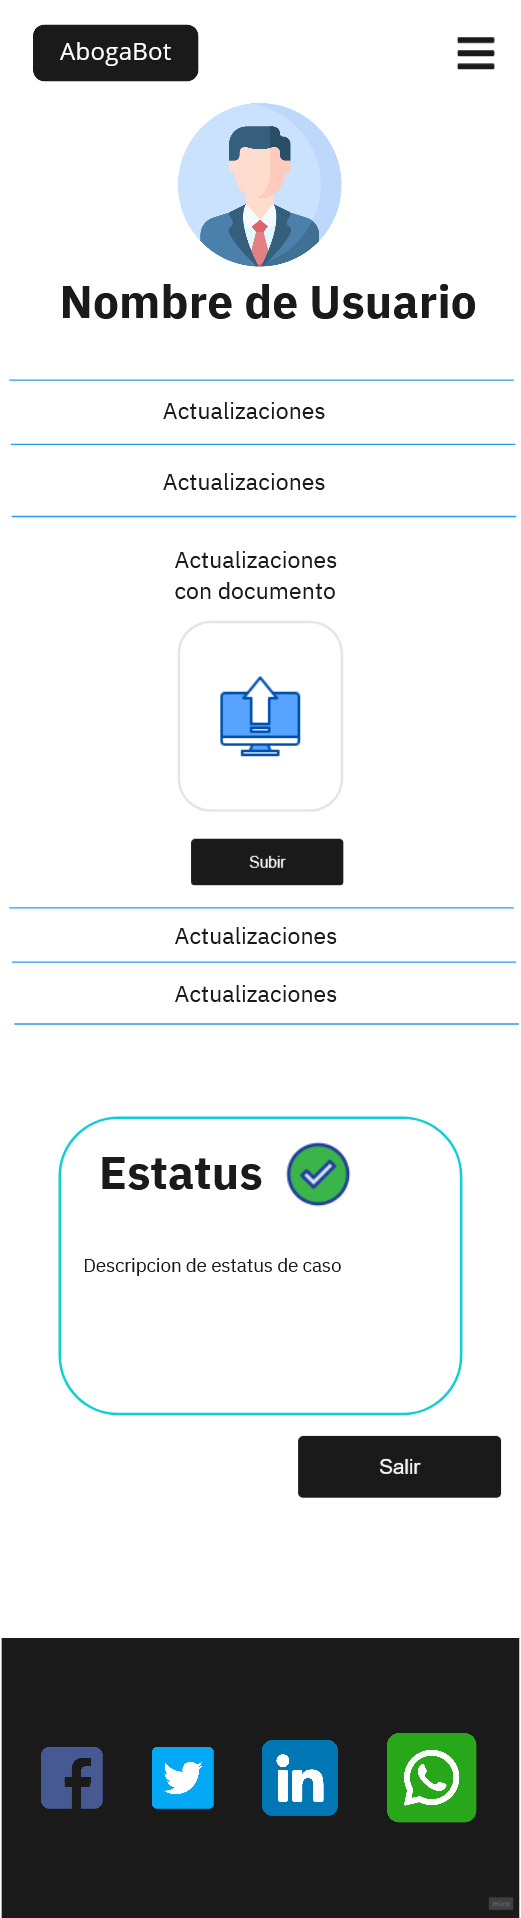 AbogaBot
Nombre de Usuario
Actualizaciones
Actualizaciones
Actualizaciones
con documento
Subir
Actualizaciones
Actualizaciones
Estatus
Descripcion de estatus de caso
Salir
in
miro